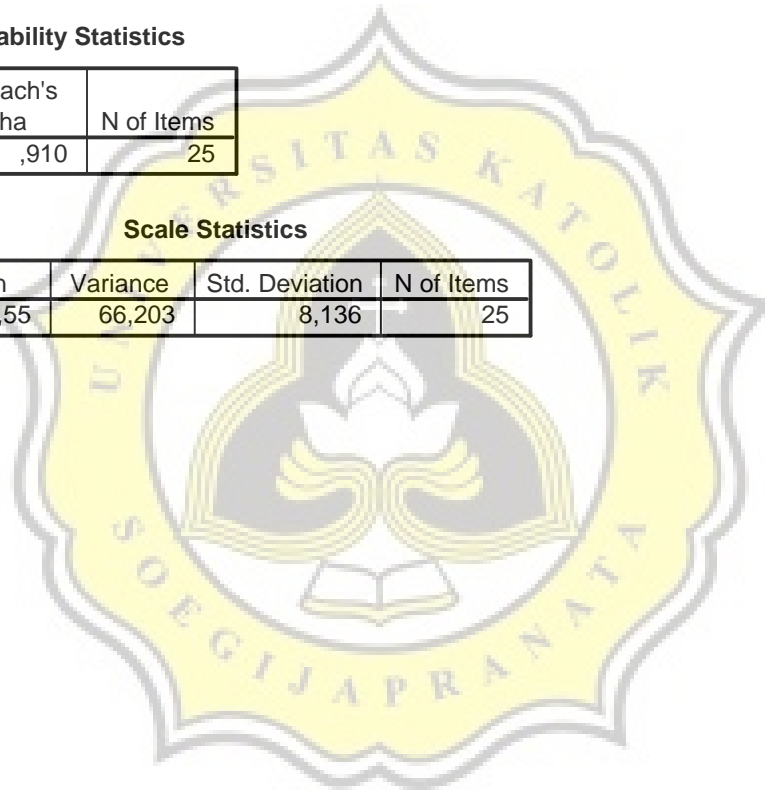 ability Statistics
ach's
ha N of Items
,910 25
Scale Statistics
n Variance Std. Deviation N of Items
,55 66,203 8,136 25
UNIVERSITAS KATOLIK
SOEGIJAPRANATA